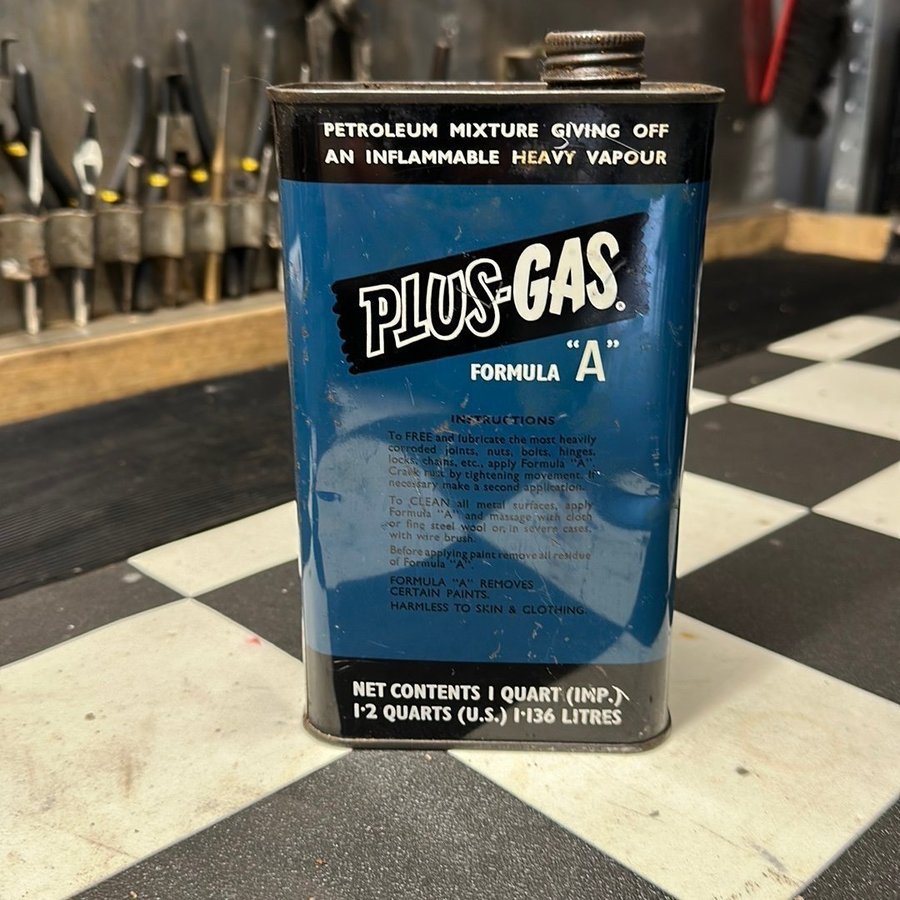 PETROLEUM MIXTURE GIVING OFF
AN INFLAMMABLE HEAVY VAPOUR
PLUS-GAS®
FORMULA "A"
INSTRUCTIONS
To FREE and lubricate the most heavily
corroded joints, nuts, bolts, hinges,
locks, chains, etc., apply Formula "A".
Crack rust by tightening movement. If
necessary make a second application.
To CLEAN all metal surfaces, apply
Formula "A" and massage with cloth
or fine steel wool or, in severe cases,
with wire brush.
Before applying paint remove all residue
of Formula "A".
FORMULA "A" REMOVES
CERTAIN PAINTS.
HARMLESS TO SKIN & CLOTHING.
NET CONTENTS 1 QUART (IMP.)
1·2 QUARTS (U.S.) 1·136 LITRES